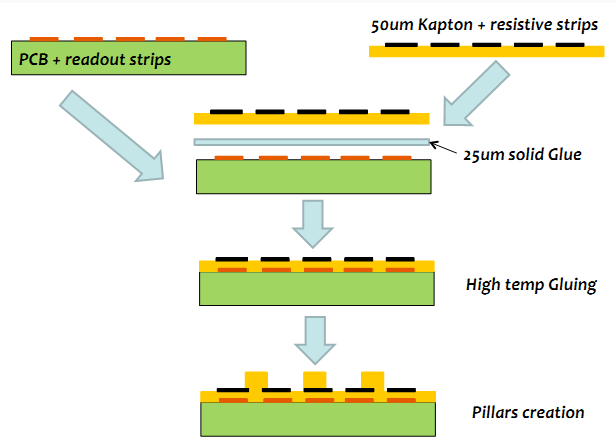 50um Kapton + resistive strips
PCB + readout strips
25um solid Glue
High temp Gluing
Pillars creation